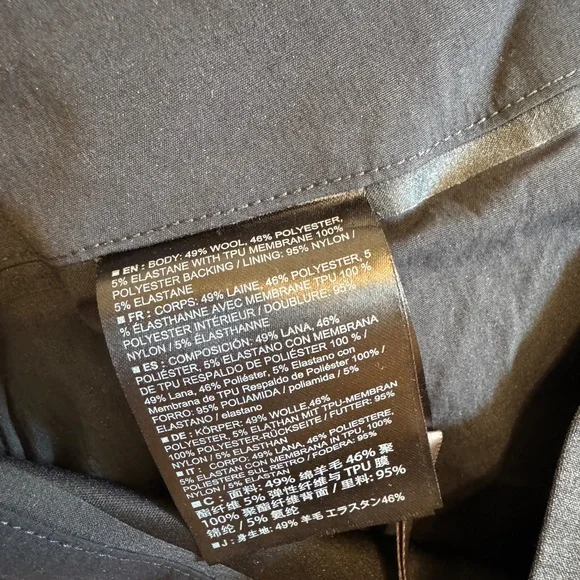 EN: BODY: 49% WOOL, 46% POLYESTER,
5% ELASTANE WITH TPU MEMBRANE 100%
POLYESTER BACKING / LINING: 95% NYLON /
5% ELASTANE
FR: CORPS: 49% LAINE, 46% POLYESTER, 5
% ÉLASTHANNE AVEC MEMBRANE TPU 100 %
POLYESTER INTÉRIEUR / DOUBLURE: 95%
NYLON / 5% ÉLASTHANNE
ES: COMPOSICIÓN: 49% LANA, 46%
POLIÉSTER, 5% ELASTANO CON MEMBRANA
DE TPU RESPALDO DE POLIÉSTER 100% /
49% Lana, 46% Poliéster, 5% Elastano con
Membrana de Tpu Respaldo de Poliéster 100% /
FORRO: 95% POLIAMIDA / poliamida / 5%
ELASTANO / elastano
DE: KÖRPER: 49% WOLLE 46%
POLYESTER, 5% ELATHAN MIT TPU-MEMBRAN
100% POLYESTER-RÜCKSEITE / FUTTER: 95%
NYLON / 5% ELASTHAN
IT: CORPO: 49% LANA, 46% POLIESTERE,
5% ELASTAN CON MEMBRANA IN TPU, 100%
POLIESTERE SUL RETRO / FODERA: 95%
NYLON / 5% ELASTAN
C: 面料: 49% 绵羊毛 46% 聚
酯纤维 5% 弹性纤维与 TPU 膜
100% 聚酯纤维背面 / 里料: 95%
锦纶 / 5% 氨纶
J: 身生地: 49% 羊毛 エラスタン46%